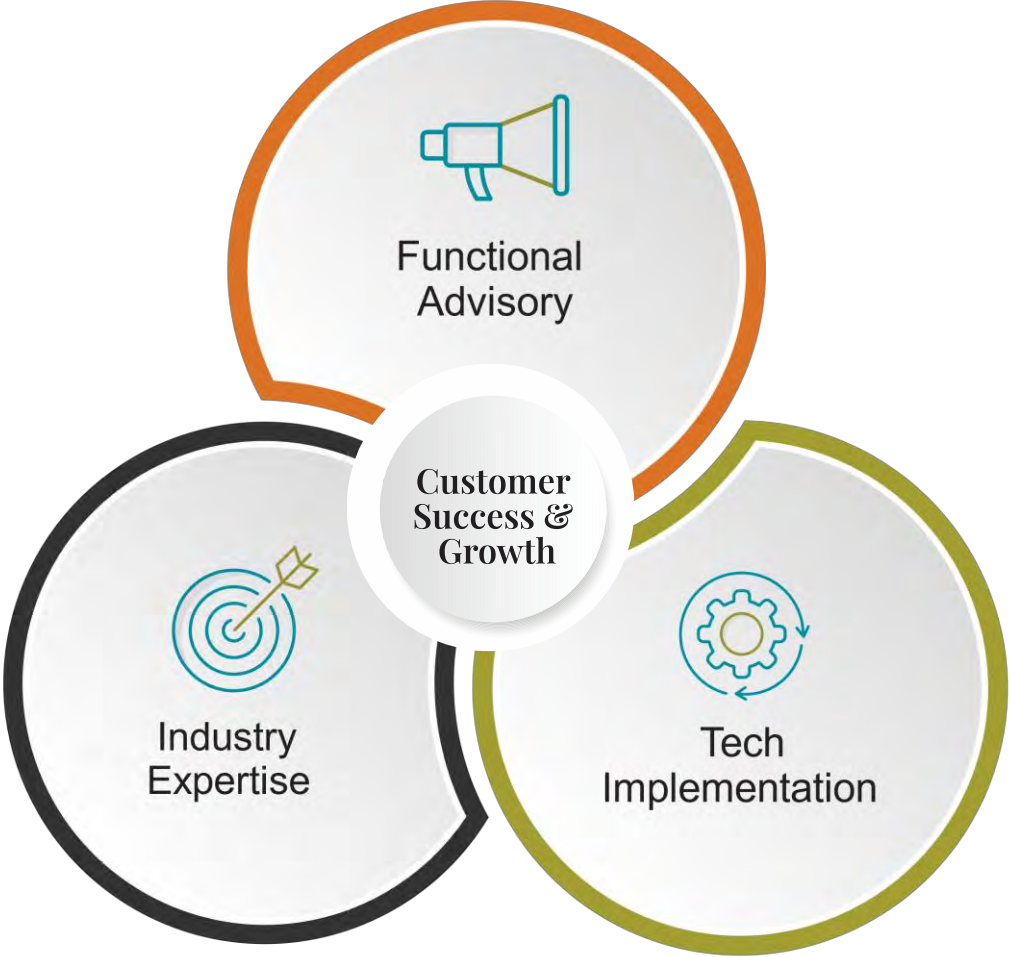 Functional
Advisory
Customer
Success &
Growth
Industry
Expertise
Tech
Implementation